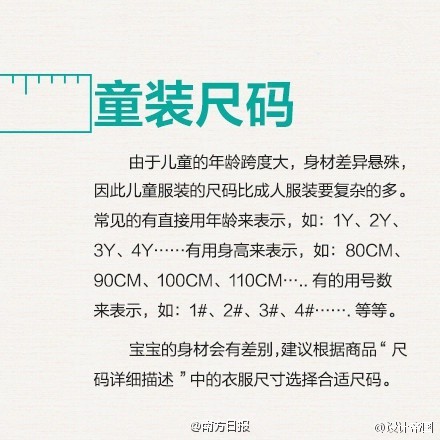 童装尺码
由于儿童的年龄跨度大，身材差异悬殊，
因此儿童服装的尺码比成人服装要复杂的多。
常见的有直接用年龄来表示，如：1Y、2Y、
3Y、4Y……有用身高来表示，如：80CM、
90CM、100CM、110CM….. 有的用号数
来表示，如：1#、2#、3#、4#……. 等等。
宝宝的身材会有差别，建议根据商品“ 尺
码详细描述 ”中的衣服尺寸选择合适尺码。
@南方日报